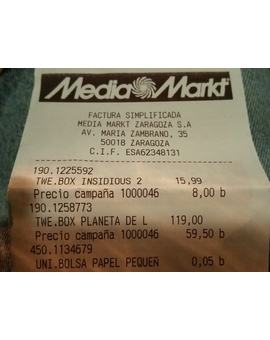 Media Markt
FACTURA SIMPLIFICADA
MEDIA MARKT ZARAGOZA S.A
AV. MARIA ZAMBRANO, 35
50018 ZARAGOZA
C.I.F. ESA62348131
190.1225592
TWE.BOX INSIDIOUS 2 15,99
Precio campaña 1000046 8,00 b
190.1258773
TWE.BOX PLANETA DE L 119,00
Precio campaña 1000046 59,50 b
450.1134679
UNI.BOLSA PAPEL PEQUEÑ 0,05 b